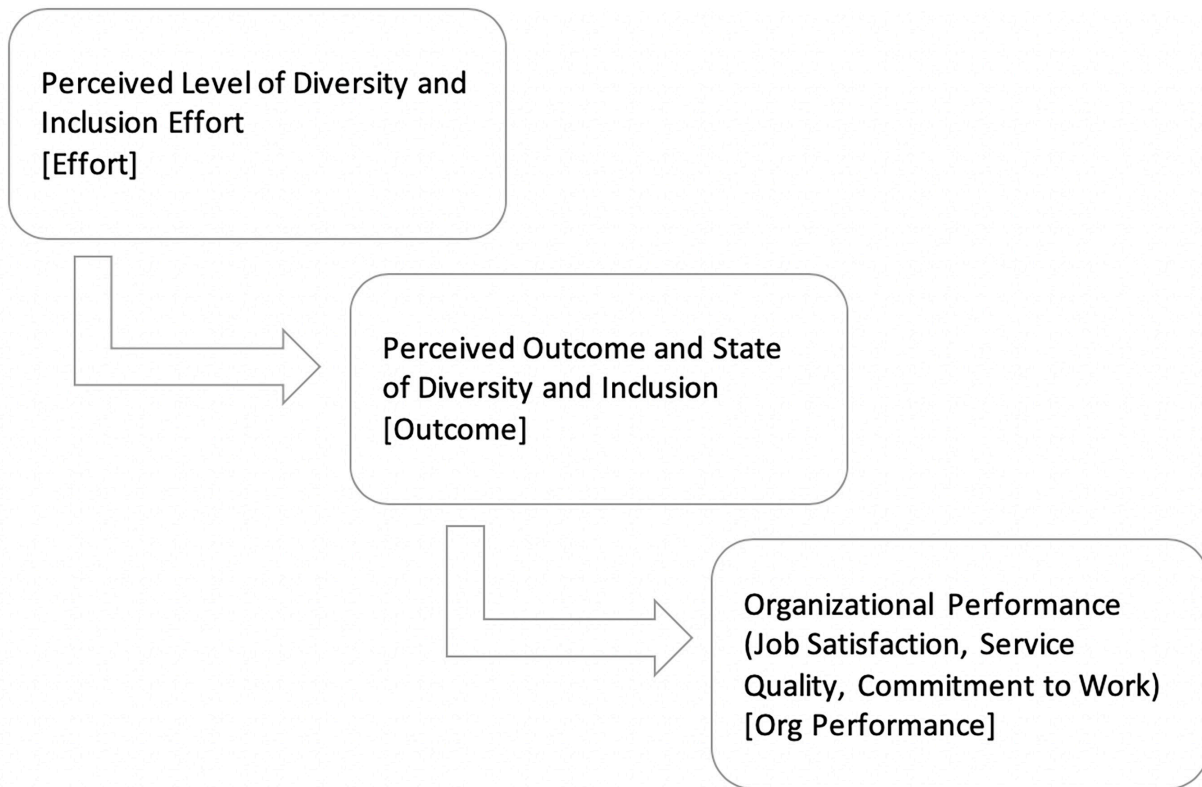 Perceived Level of Diversity and
Inclusion Effort
[Effort]
Perceived Outcome and State
of Diversity and Inclusion
[Outcome]
Organizational Performance
(Job Satisfaction, Service
Quality, Commitment to Work)
[Org Performance]